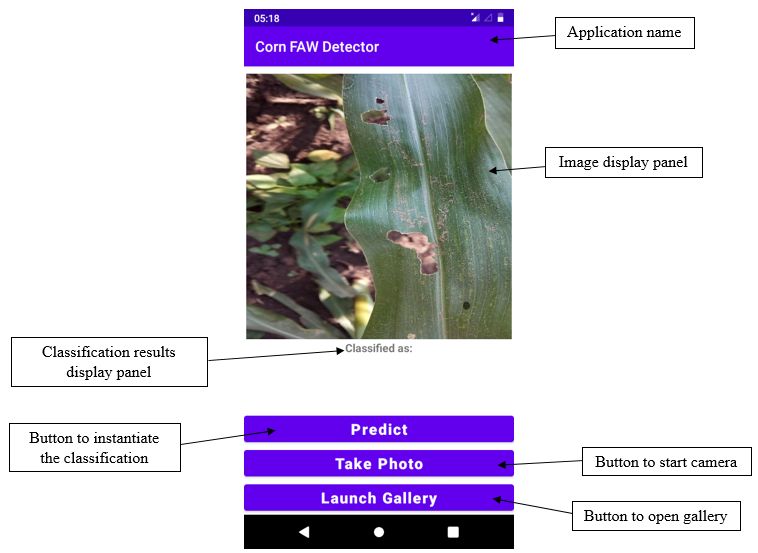 05:18
Corn FAW Detector
Application name
Image display panel
Classified as:
Classification results
display panel
Predict
Button to instantiate
the classification
Take Photo
Button to start camera
Launch Gallery
Button to open gallery